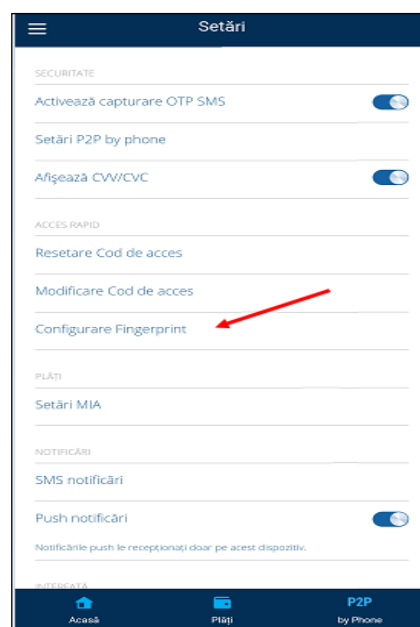 Setări
SECURITATE
Activează capturare OTP SMS
Setări P2P by phone
Afișează CVV/CVC
ACCES RAPID
Resetare Cod de acces
Modificare Cod de acces
Configurare Fingerprint
PLĂȚI
Setări MIA
NOTIFICĂRI
SMS notificări
Push notificări
Notificările push le recepționați doar pe acest dispozitiv.
INTERFAȚĂ
P2P
Acasă Plăți by Phone